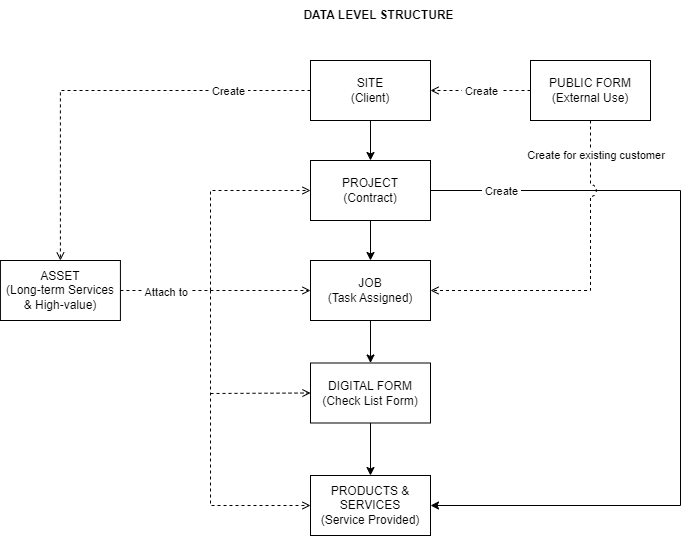 DATA LEVEL STRUCTURE
SITE
(Client)
PUBLIC FORM
(External Use)
Create
Create
Create for existing customer
PROJECT
(Contract)
Create
ASSET
(Long-term Services
& High-value)
Attach to
JOB
(Task Assigned)
DIGITAL FORM
(Check List Form)
PRODUCTS &
SERVICES
(Service Provided)